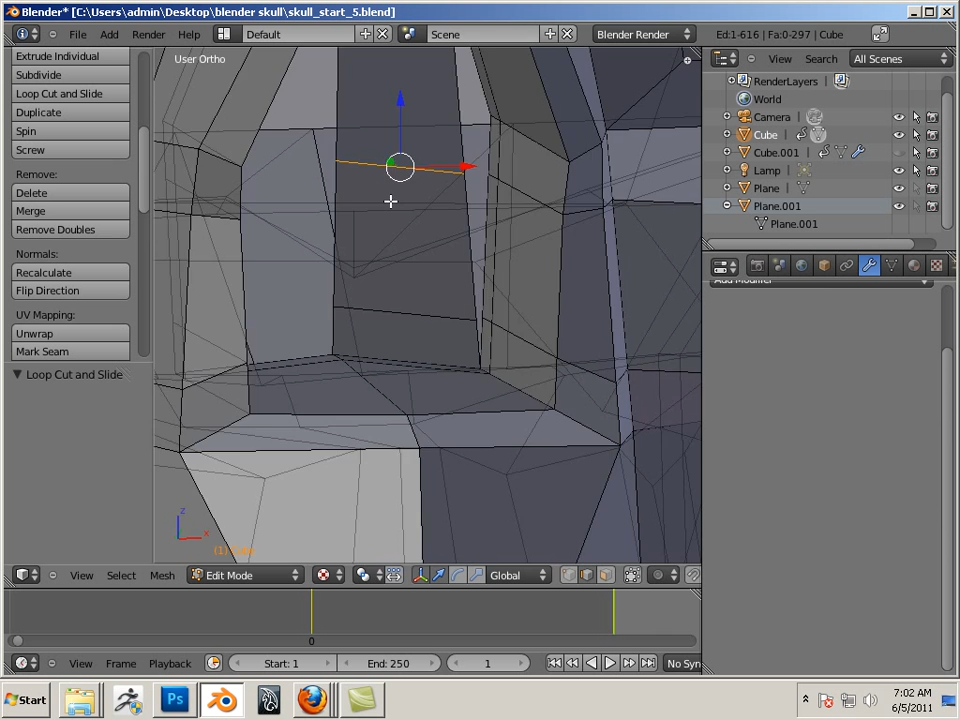 Blender* [C:\Users\admin\Desktop\blender skull\skull_start_5.blend]
File Add Render Help Default Scene Blender Render Ed:1-616 | Fa:0-297 | Cube
Extrude Individual
Subdivide
Loop Cut and Slide
Duplicate
Spin
Screw
Remove:
Delete
Merge
Remove Doubles
Normals:
Recalculate
Flip Direction
UV Mapping:
Unwrap
Mark Seam
Loop Cut and Slide
User Ortho
z
x
View Search All Scenes
RenderLayers
World
Camera
Cube
Cube.001
Lamp
Plane
Plane.001
Plane.001
Add Modifier
View Select Mesh Edit Mode Global
0
View Frame Playback Start: 1 End: 250 1 No Syn
Start Ps 7:02 AM
6/5/2011